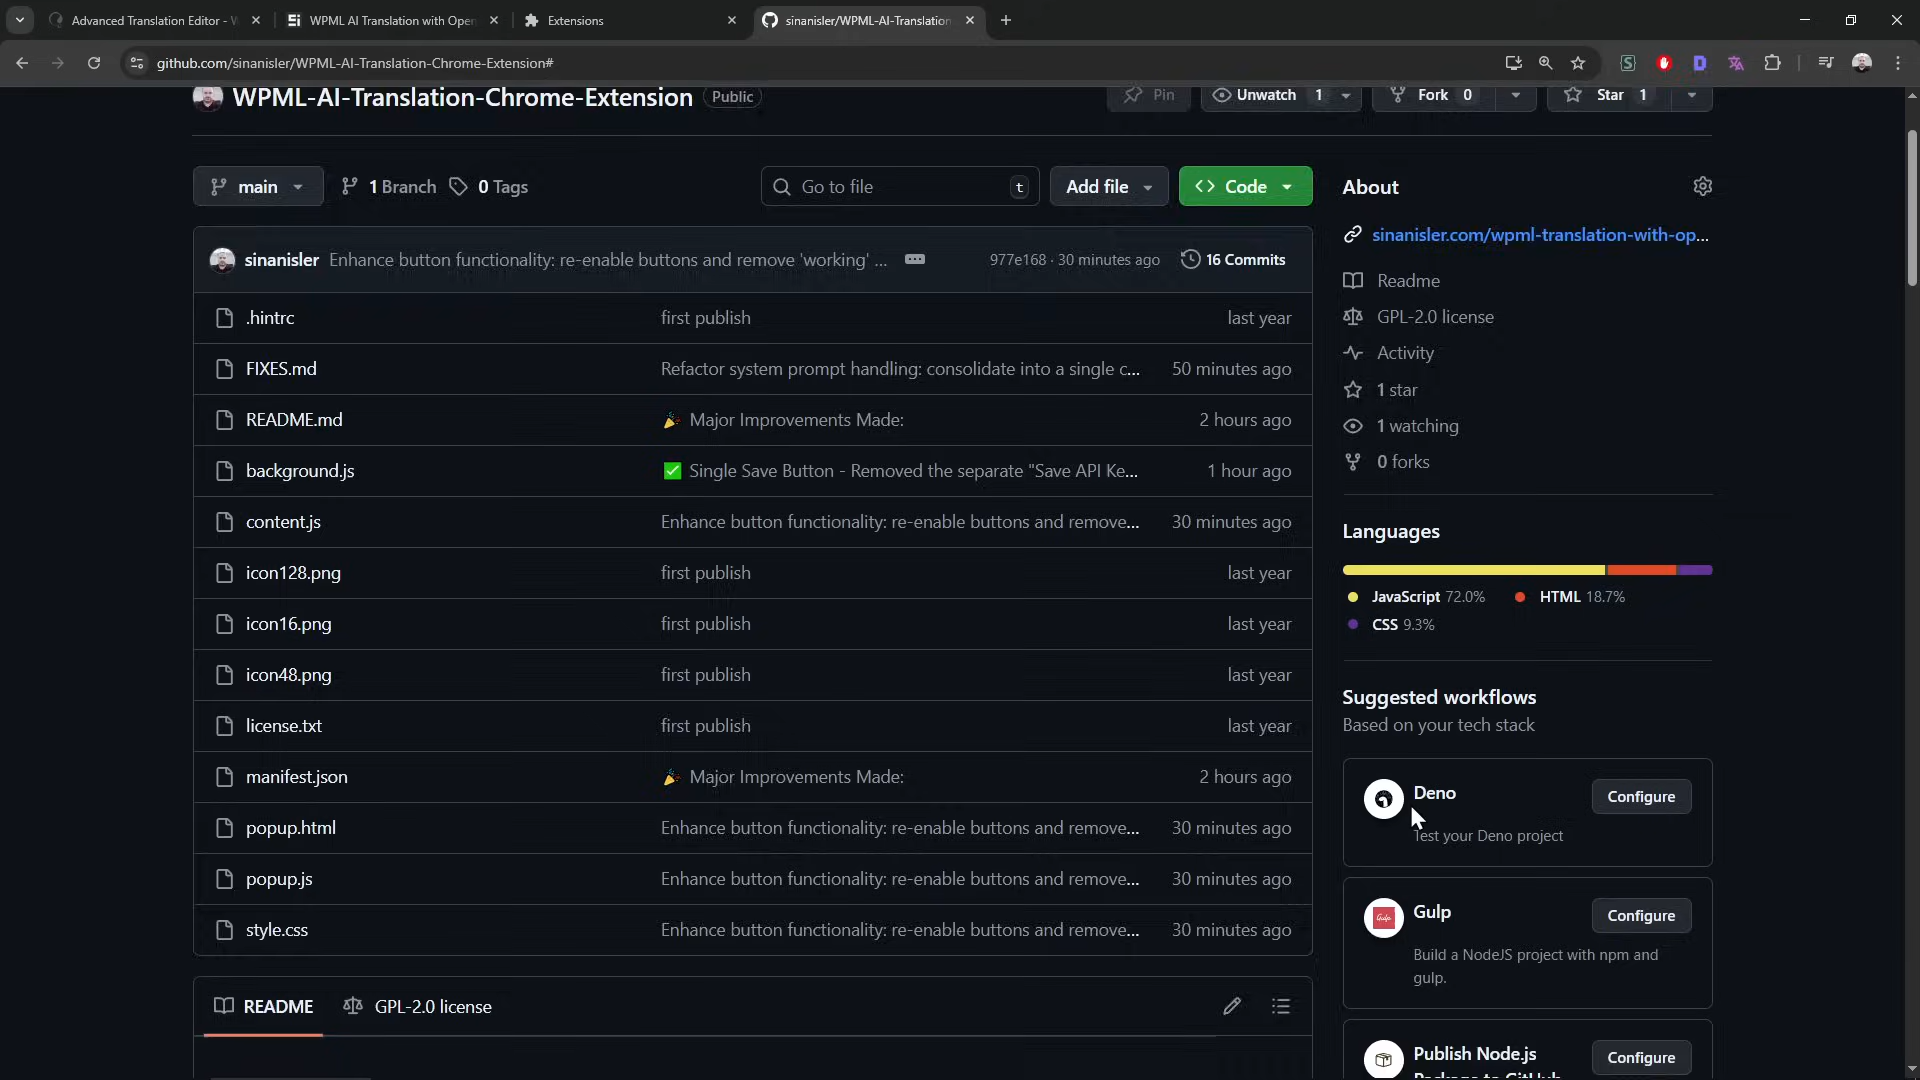 Advanced Translation Editor - W
WPML AI Translation with Open
Extensions
sinanisler/WPML-AI-Translation
github.com/sinanisler/WPML-AI-Translation-Chrome-Extension#
WPML-AI-Translation-Chrome-Extension
Public
Pin
Unwatch 1
Fork 0
Star 1
main
1 Branch
0 Tags
Go to file
t
Add file
Code
sinanisler Enhance button functionality: re-enable buttons and remove 'working' ...
977e168 · 30 minutes ago
16 Commits
.hintrc first publish last year
FIXES.md Refactor system prompt handling: consolidate into a single c... 50 minutes ago
README.md 🎉 Major Improvements Made: 2 hours ago
background.js ✅ Single Save Button - Removed the separate "Save API Ke... 1 hour ago
content.js Enhance button functionality: re-enable buttons and remove... 30 minutes ago
icon128.png first publish last year
icon16.png first publish last year
icon48.png first publish last year
license.txt first publish last year
manifest.json 🎉 Major Improvements Made: 2 hours ago
popup.html Enhance button functionality: re-enable buttons and remove... 30 minutes ago
popup.js Enhance button functionality: re-enable buttons and remove... 30 minutes ago
style.css Enhance button functionality: re-enable buttons and remove... 30 minutes ago
README
GPL-2.0 license
About
sinanisler.com/wpml-translation-with-op...
Readme
GPL-2.0 license
Activity
1 star
1 watching
0 forks
Languages
JavaScript 72.0%
HTML 18.7%
CSS 9.3%
Suggested workflows
Based on your tech stack
Deno
Configure
Test your Deno project
Gulp
Configure
Build a NodeJS project with npm and
gulp.
Publish Node.js
Configure
Package to GitHub